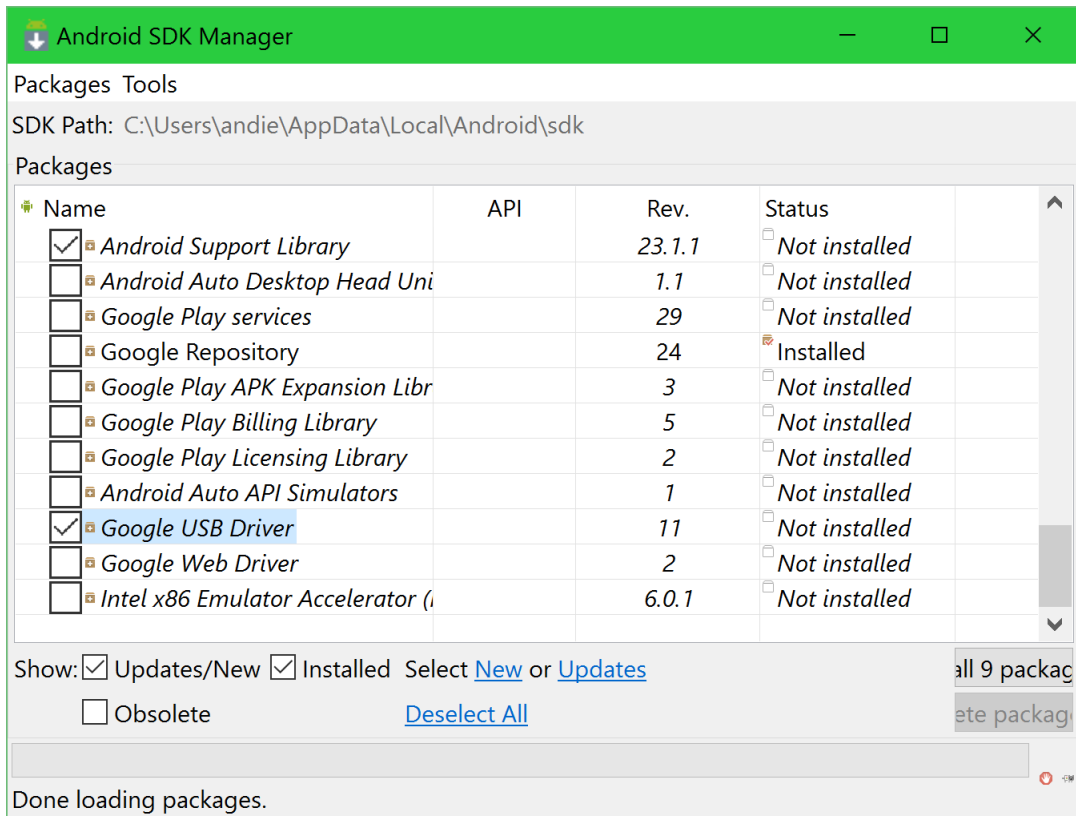 Android SDK Manager
Packages Tools
SDK Path: C:\Users\andie\AppData\Local\Android\sdk
Packages
Name API Rev. Status
Android Support Library 23.1.1 Not installed
Android Auto Desktop Head Uni 1.1 Not installed
Google Play services 29 Not installed
Google Repository 24 Installed
Google Play APK Expansion Libr 3 Not installed
Google Play Billing Library 5 Not installed
Google Play Licensing Library 2 Not installed
Android Auto API Simulators 1 Not installed
Google USB Driver 11 Not installed
Google Web Driver 2 Not installed
Intel x86 Emulator Accelerator ( 6.0.1 Not installed
Show: Updates/New Installed Select New or Updates all 9 packag
Obsolete Deselect All ete packag
Done loading packages.